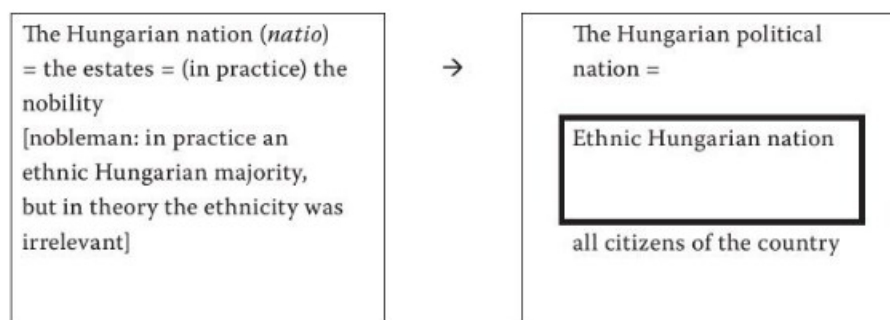 The Hungarian nation (natio)
= the estates = (in practice) the
nobility
[nobleman: in practice an
ethnic Hungarian majority,
but in theory the ethnicity was
irrelevant]
→
The Hungarian political
nation =
Ethnic Hungarian nation
all citizens of the country